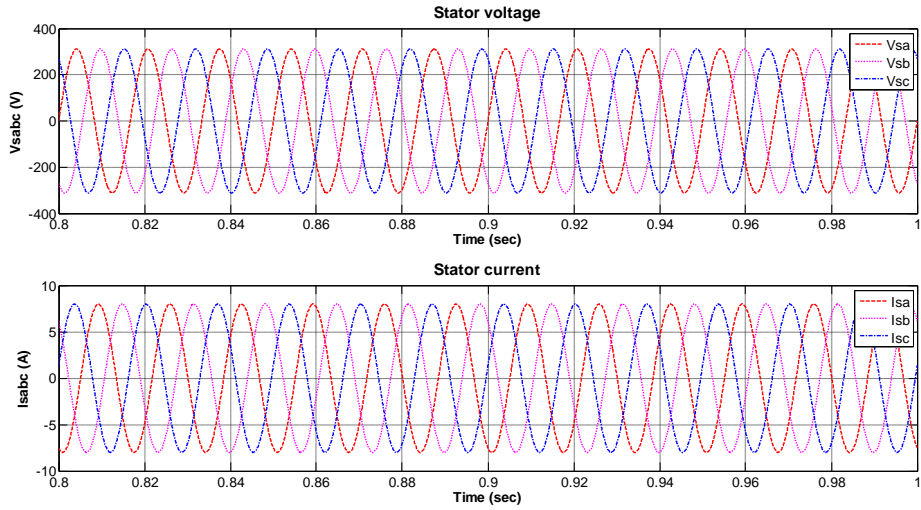 Stator voltage
400
200
0
-200
-400
Vsabc (V)
Vsa
Vsb
Vsc
0.8 0.82 0.84 0.86 0.88 0.9 0.92 0.94 0.96 0.98 1
Time (sec)
Stator current
10
5
0
-5
-10
Isabc (A)
Isa
Isb
Isc
0.8 0.82 0.84 0.86 0.88 0.9 0.92 0.94 0.96 0.98 1
Time (sec)